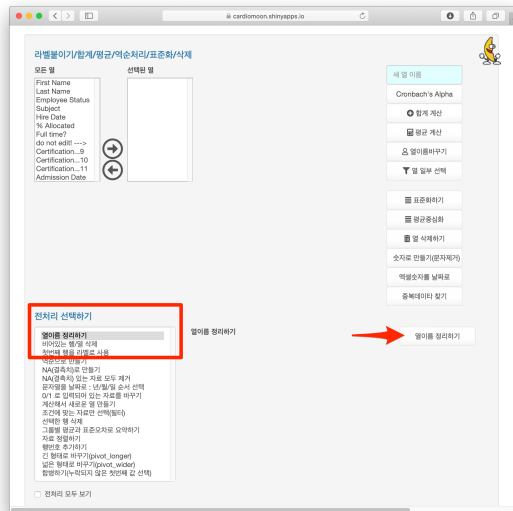 cardiomoon.shinyapps.io
라벨붙이기/합계/평균/역순처리/표준화/삭제
모든 열
선택된 열
First Name
Last Name
Employee Status
Subject
Hire Date
% Allocated
Full time?
do not edit! --->
Certification...9
Certification...10
Certification...11
Admission Date
새 열 이름
Cronbach's Alpha
합계 계산
평균 계산
열이름바꾸기
열 일부 선택
표준화하기
평균중심화
열 삭제하기
숫자로 만들기(문자제거)
엑셀숫자를 날짜로
중복데이타 찾기
전처리 선택하기
열이름 정리하기
비어있는 행/열 삭제
첫번째 행을 라벨로 사용
역순으로 만들기
NA(결측치)로 만들기
NA(결측치) 있는 자료 모두 제거
문자열을 날짜로 : 년/월/일 순서 선택
0/1 로 입력되어 있는 자료를 바꾸기
계산해서 새로운 열 만들기
조건에 맞는 자료만 선택(필터)
선택한 행 삭제
그룹별 평균과 표준오차로 요약하기
자료 정렬하기
행번호 추가하기
긴 형태로 바꾸기(pivot_longer)
넓은 형태로 바꾸기(pivot_wider)
합병하기(누락되지 않은 첫번째 값 선택)
열이름 정리하기
열이름 정리하기
전처리 모두 보기